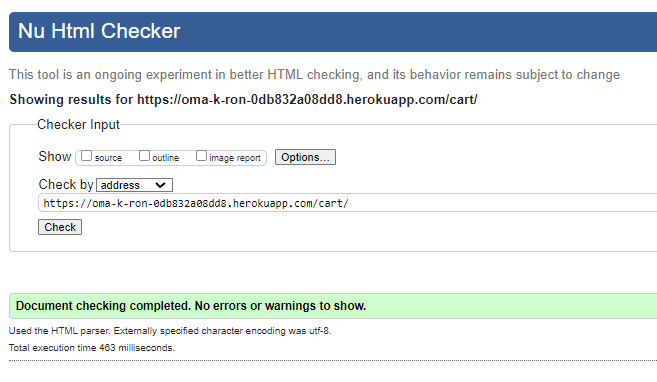 Nu Html Checker
This tool is an ongoing experiment in better HTML checking, and its behavior remains subject to change
Showing results for https://oma-k-ron-0db832a08dd8.herokuapp.com/cart/
Checker Input
Show source outline image report Options...
Check by address
https://oma-k-ron-0db832a08dd8.herokuapp.com/cart/
Check
Document checking completed. No errors or warnings to show.
Used the HTML parser. Externally specified character encoding was utf-8.
Total execution time 463 milliseconds.